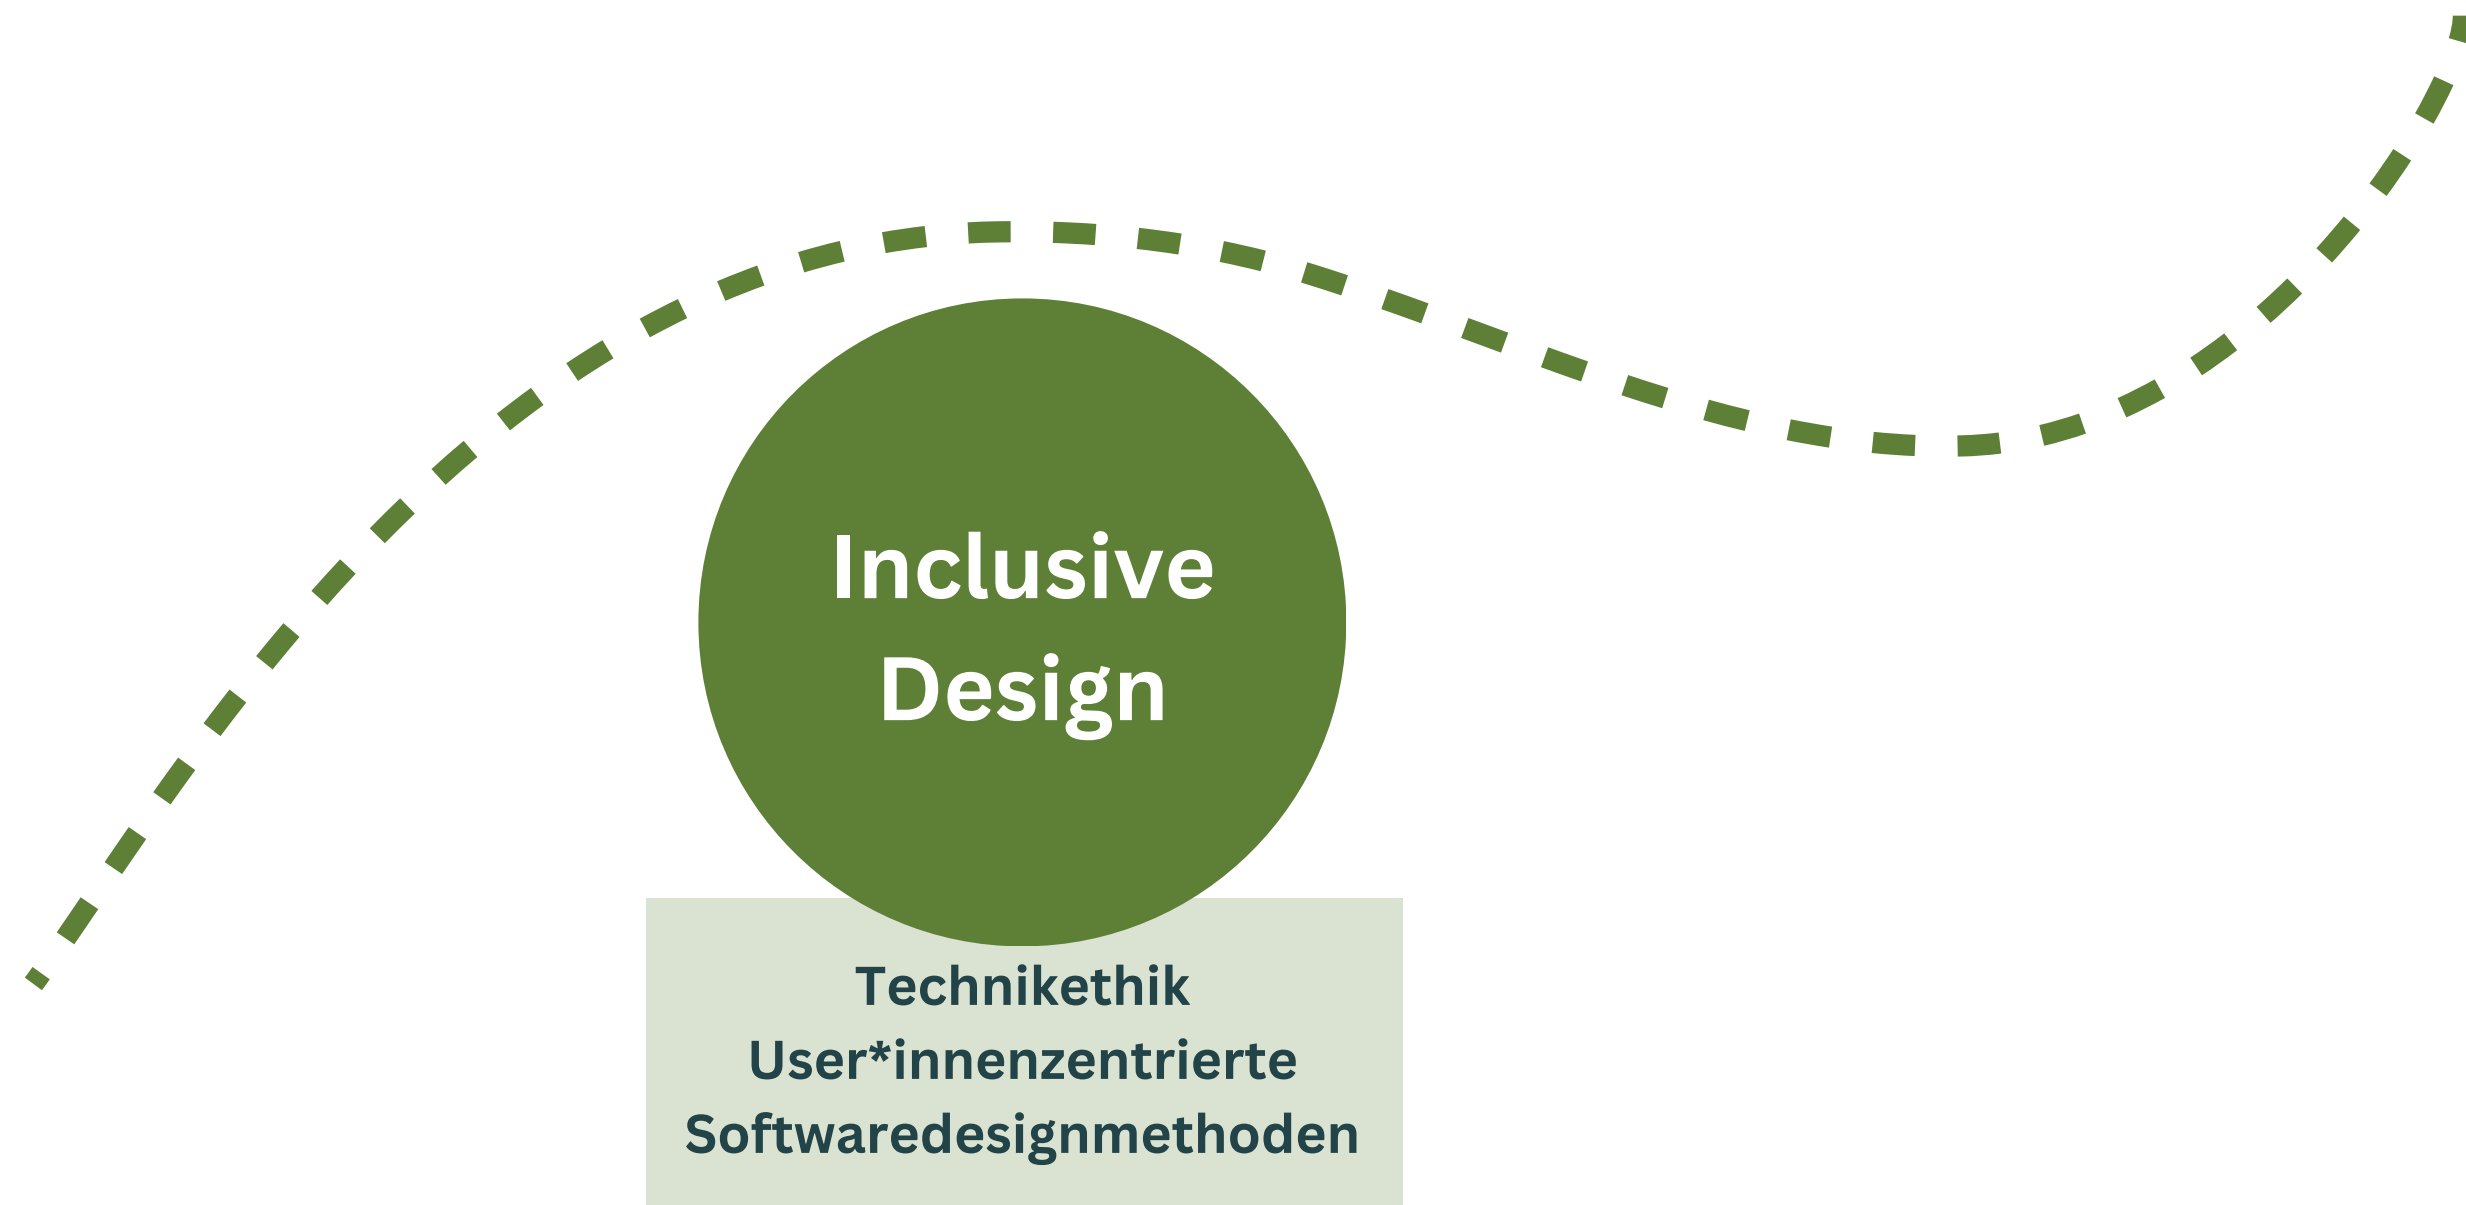 Inclusive
Design
Technikethik
User*innenzentrierte
Softwaredesignmethoden